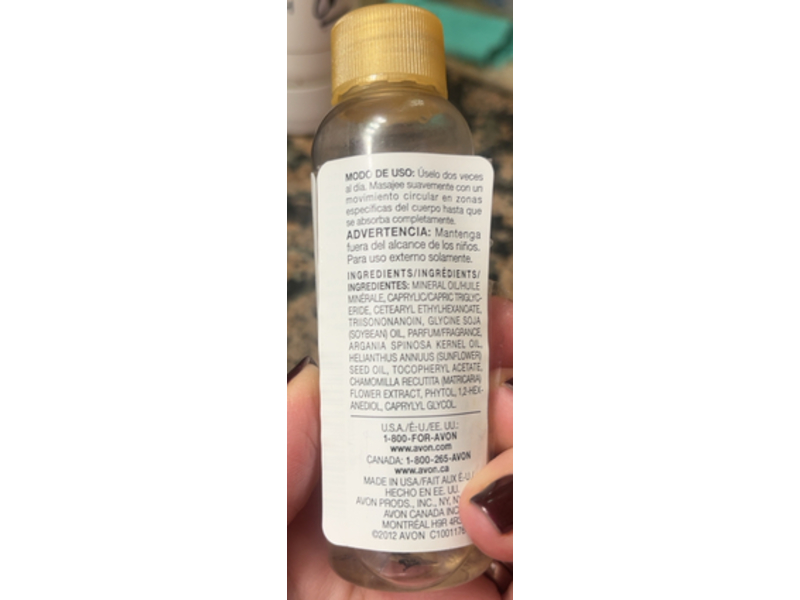 MODO DE USO: Úselo dos veces
al día. Masajee suavemente con un
movimiento circular en zonas
específicas del cuerpo hasta que
se absorba completamente.
ADVERTENCIA: Mantenga
fuera del alcance de los niños.
Para uso externo solamente.
INGREDIENTS/INGRÉDIENTS/
INGREDIENTES: MINERAL OIL/HUILE
MINÉRALE, CAPRYLIC/CAPRIC TRIGLYC-
ERIDE, CETEARYL ETHYLHEXANOATE,
TRIISONONANOIN, GLYCINE SOJA
(SOYBEAN) OIL, PARFUM/FRAGRANCE,
ARGANIA SPINOSA KERNEL OIL,
HELIANTHUS ANNUUS (SUNFLOWER)
SEED OIL, TOCOPHERYL ACETATE,
CHAMOMILLA RECUTITA (MATRICARIA)
FLOWER EXTRACT, PHYTOL, 1,2-HEX-
ANEDIOL, CAPRYLYL GLYCOL.
U.S.A./É.-U./EE. UU.:
1-800-FOR-AVON
www.avon.com
CANADA: 1-800-265-AVON
www.avon.ca
MADE IN USA/FAIT AUX É.-U./
HECHO EN EE. UU.
AVON PRODS., INC., NY, NY
AVON CANADA INC.
MONTRÉAL H9R
©2012 AVON